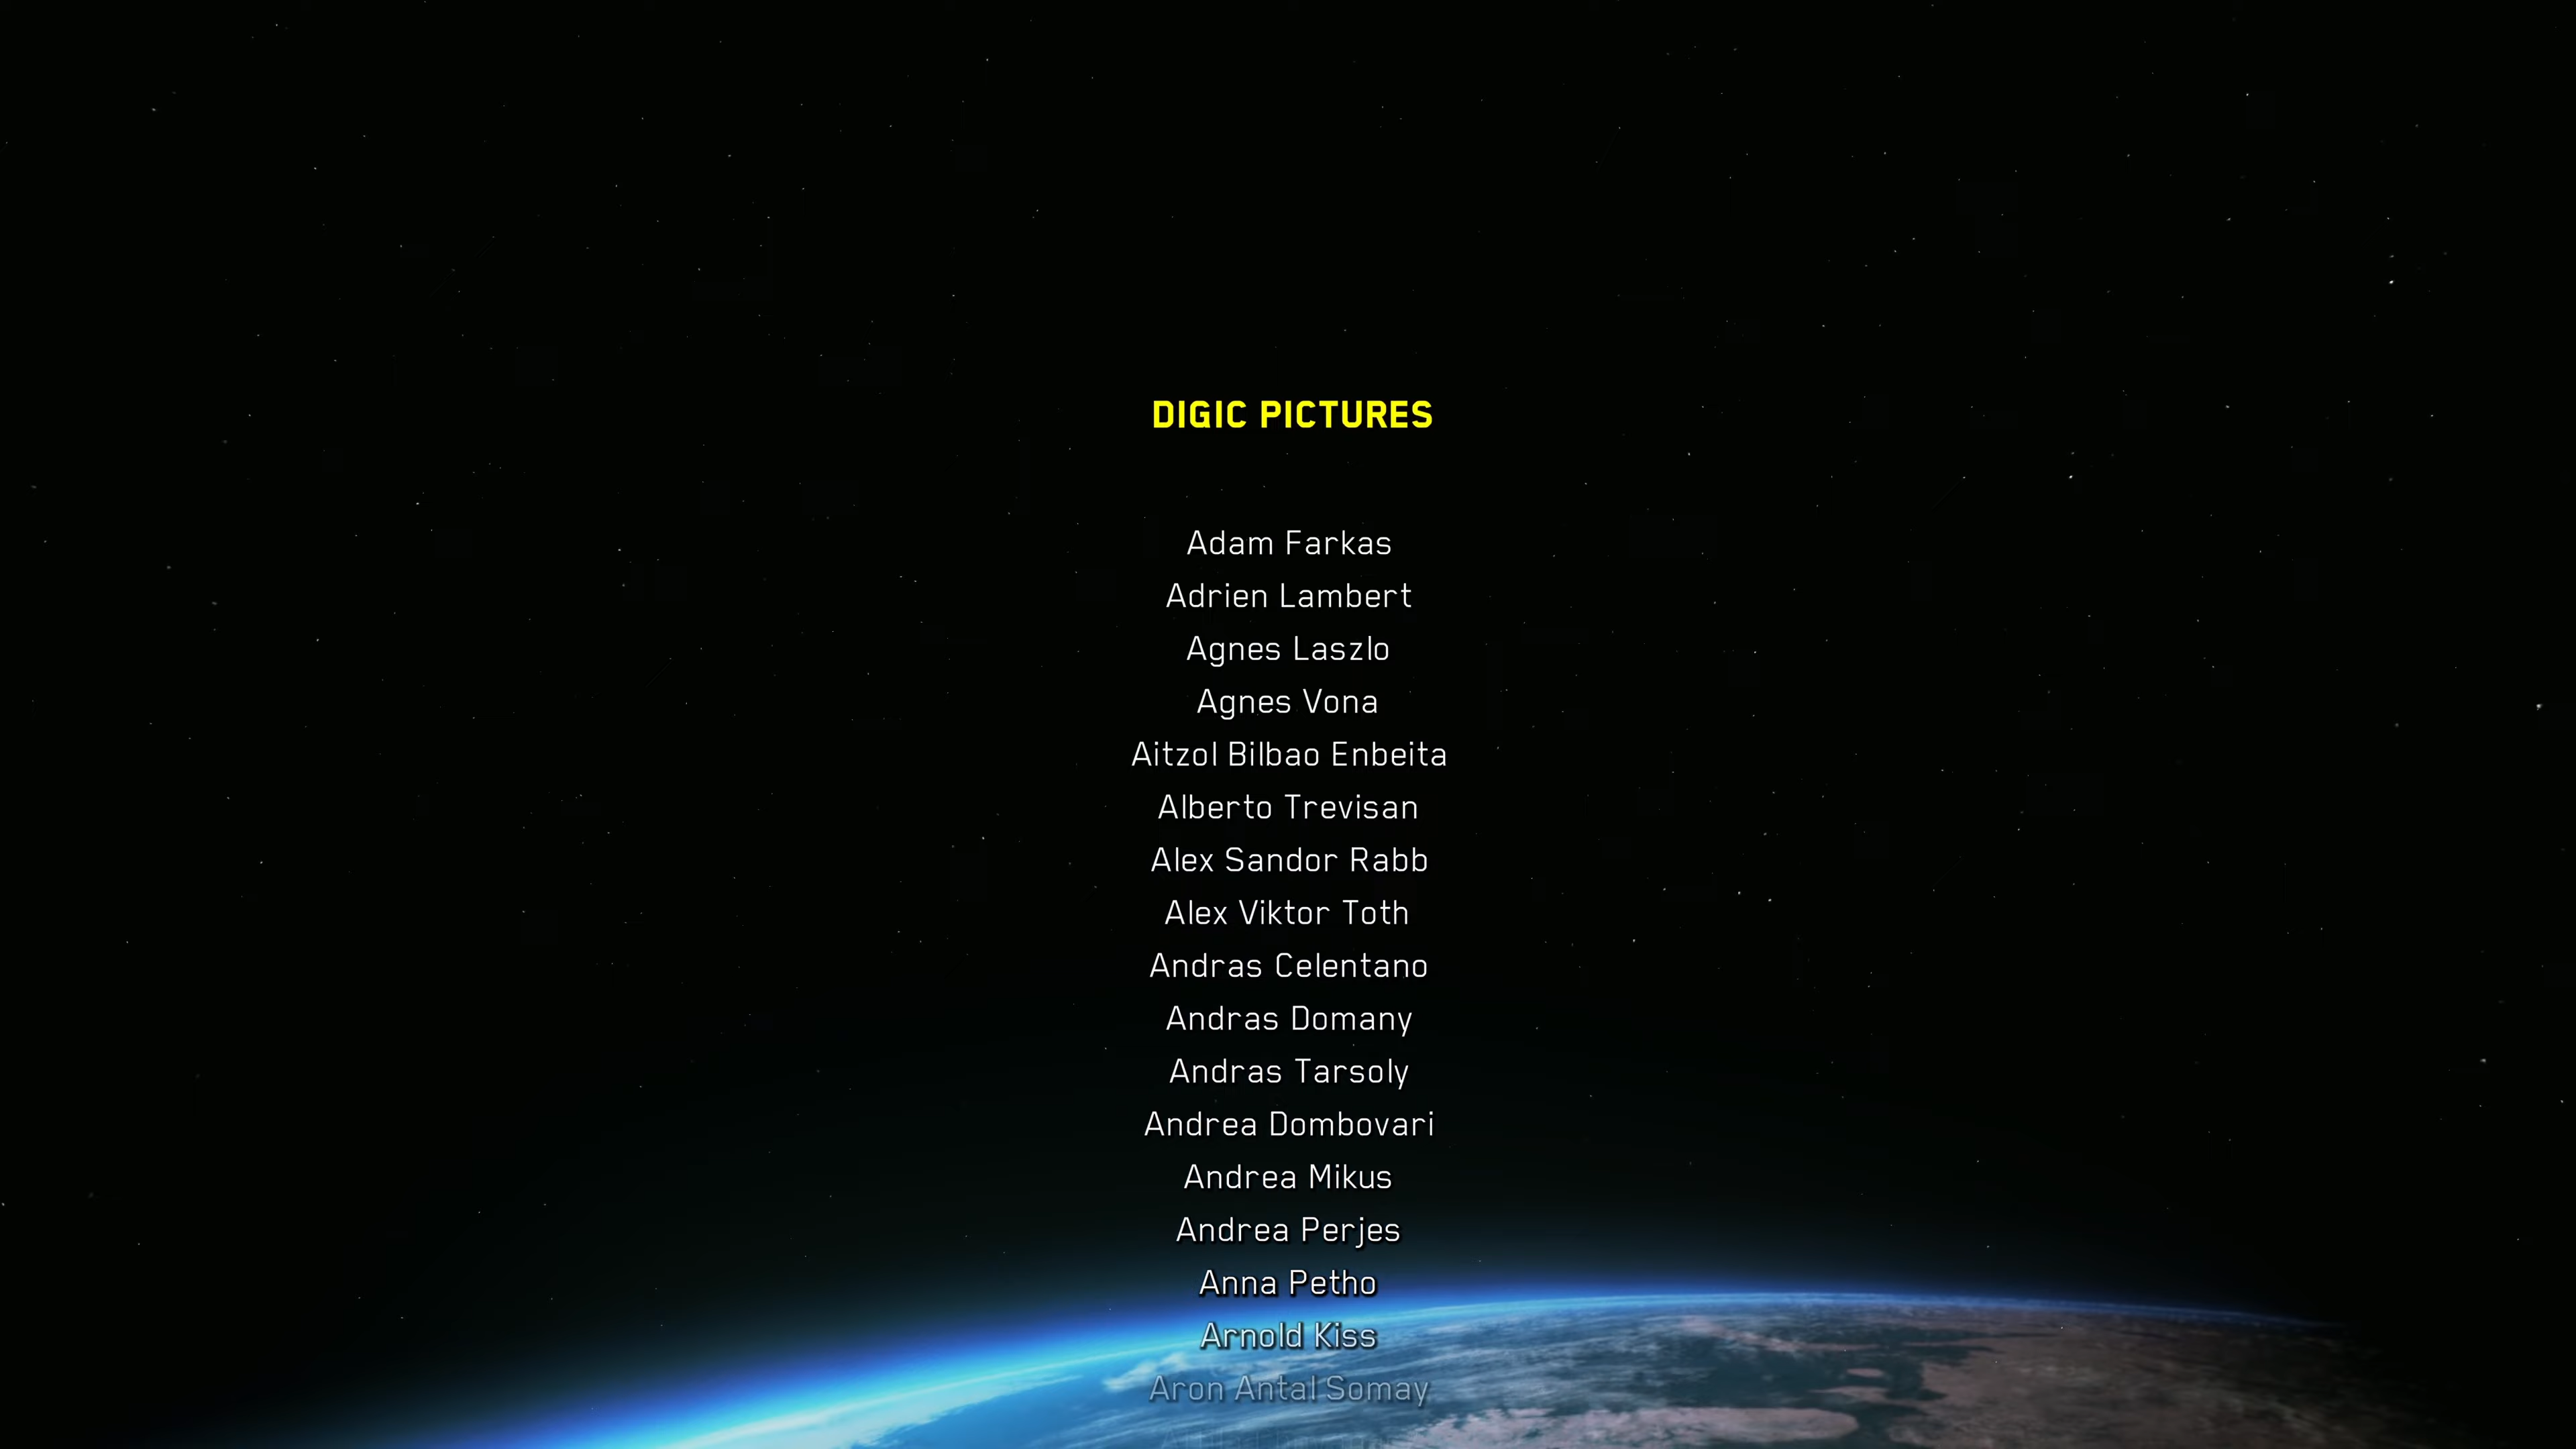 DIGIC PICTURES
Adam Farkas
Adrien Lambert
Agnes Laszlo
Agnes Vona
Aitzol Bilbao Enbeita
Alberto Trevisan
Alex Sandor Rabb
Alex Viktor Toth
Andras Celentano
Andras Domany
Andras Tarsoly
Andrea Dombovari
Andrea Mikus
Andrea Perjes
Anna Petho
Arnold Kiss
Aron Antal Somay